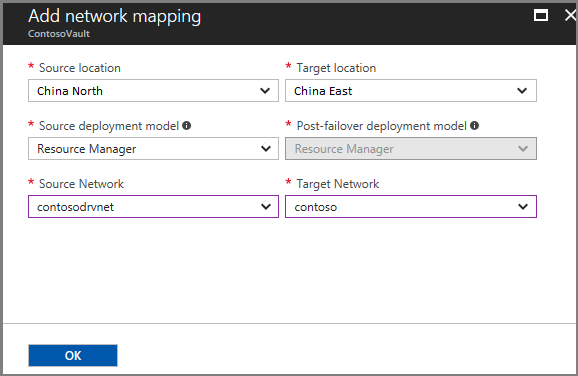 Add network mapping
ContosoVault
* Source location * Target location
China North China East
* Source deployment model * Post-failover deployment model
Resource Manager Resource Manager
* Source Network * Target Network
contosodrvnet contoso
OK